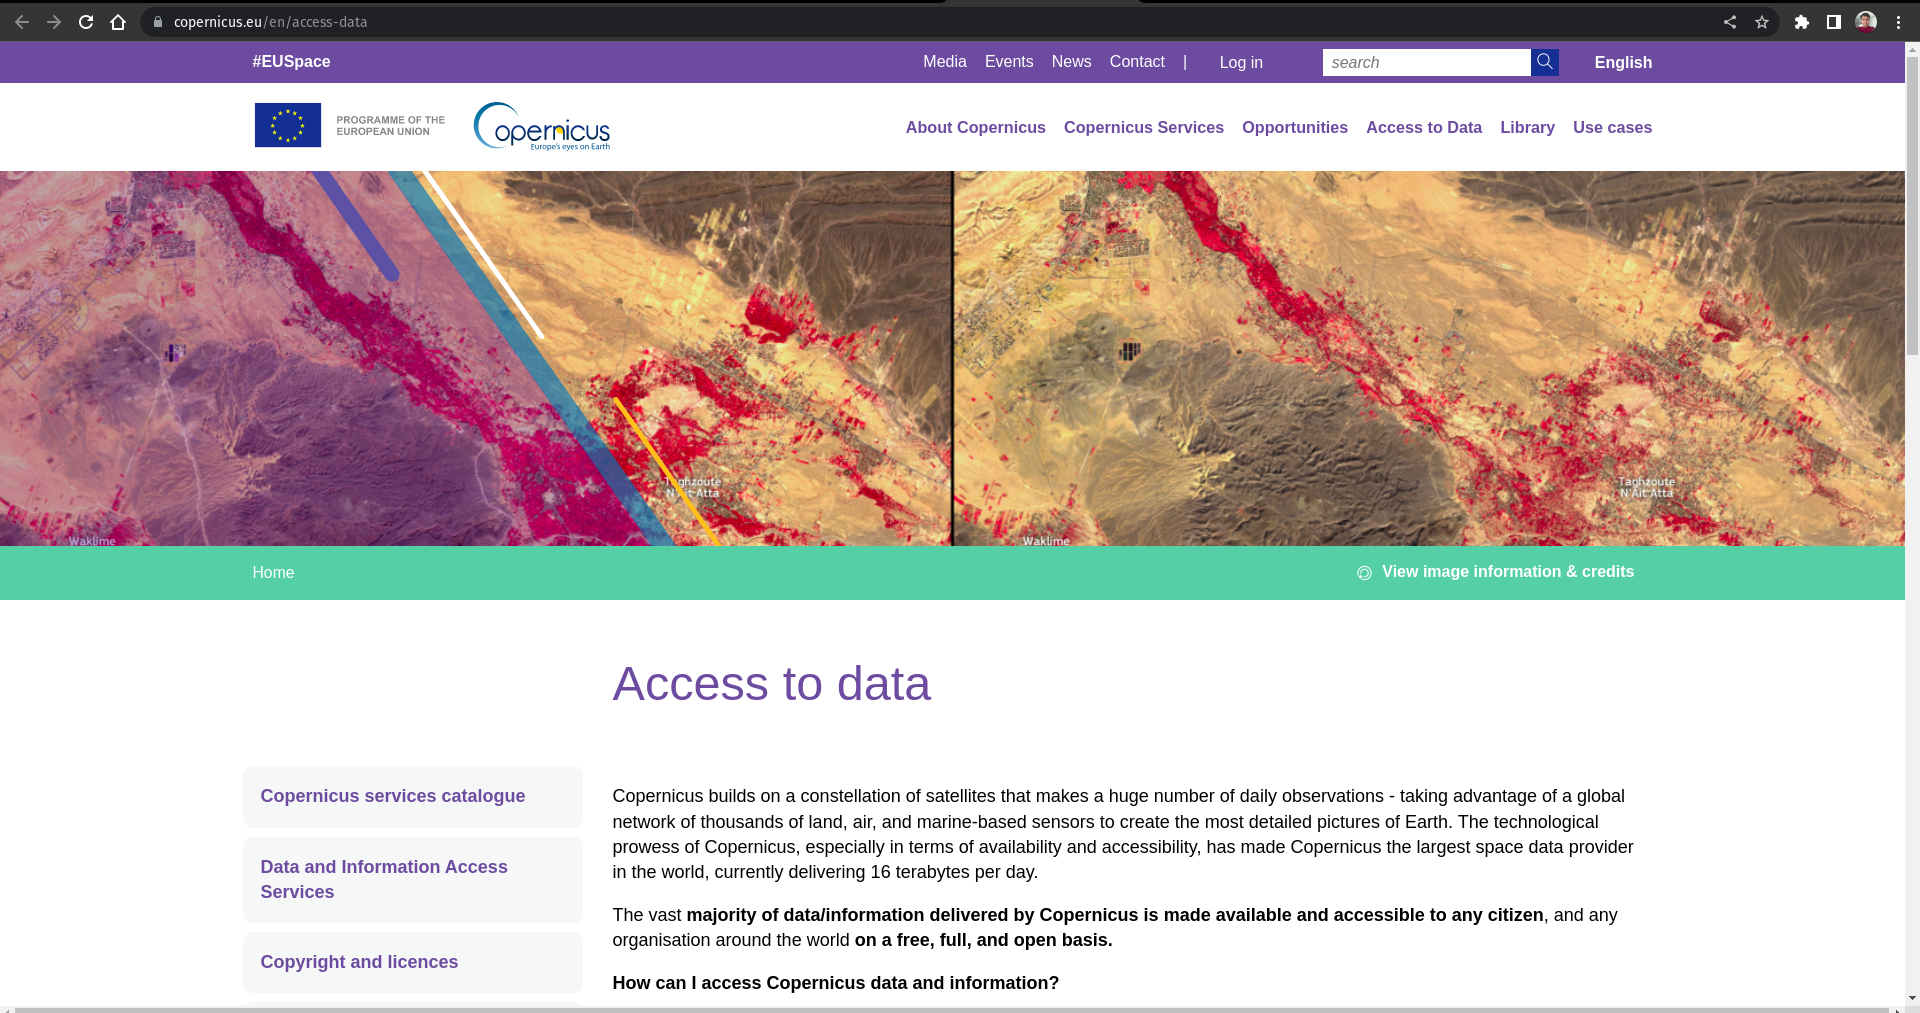 copernicus.eu/en/access-data
#EUSpace
Media Events News Contact | Log in
search
English
PROGRAMME OF THE
EUROPEAN UNION
opernicus
Europe's eyes on Earth
About Copernicus Copernicus Services Opportunities Access to Data Library Use cases
Taghzoute
N'Ait-Atta
Waklime
Taghzoute
N'Ait-Atta
Waklime
Home
View image information & credits
Access to data
Copernicus services catalogue
Data and Information Access
Services
Copyright and licences
Copernicus builds on a constellation of satellites that makes a huge number of daily observations - taking advantage of a global
network of thousands of land, air, and marine-based sensors to create the most detailed pictures of Earth. The technological
prowess of Copernicus, especially in terms of availability and accessibility, has made Copernicus the largest space data provider
in the world, currently delivering 16 terabytes per day.
The vast majority of data/information delivered by Copernicus is made available and accessible to any citizen, and any
organisation around the world on a free, full, and open basis.
How can I access Copernicus data and information?